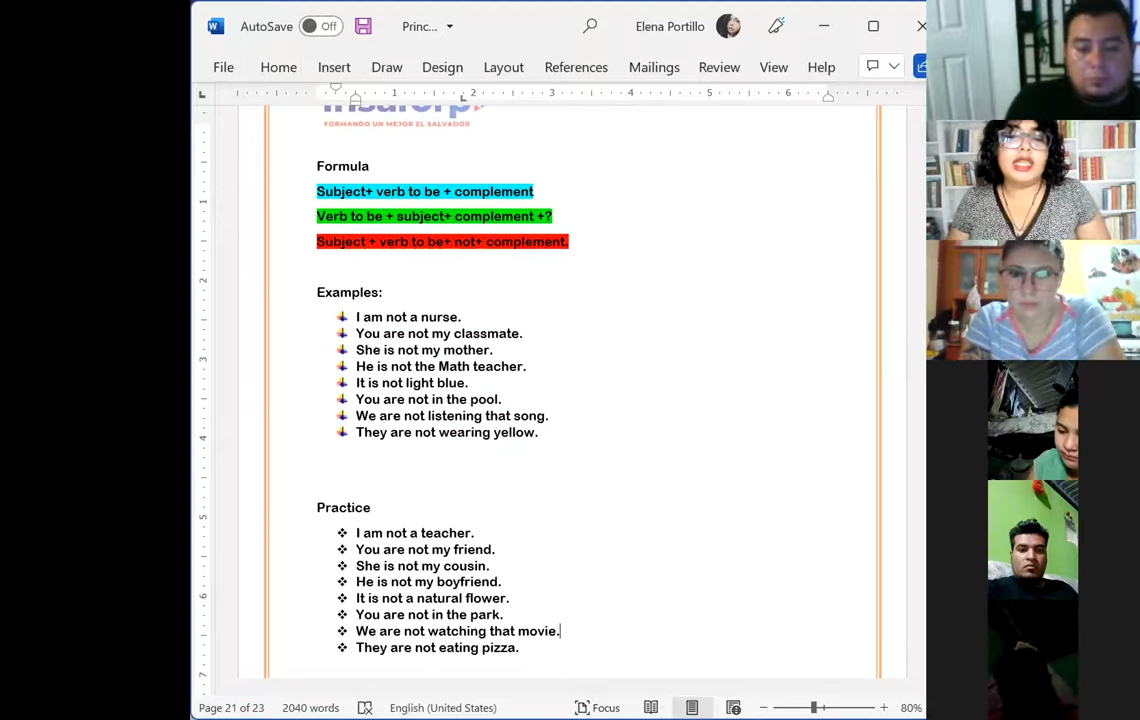 AutoSave Off Princ... Elena Portillo
File Home Insert Draw Design Layout References Mailings Review View Help
1 2 3 4 5 6
FORMANDO UN MEJOR EL SALVADOR
Formula
Subject+ verb to be + complement
Verb to be + subject+ complement +?
Subject + verb to be+ not+ complement.
Examples:
I am not a nurse.
You are not my classmate.
She is not my mother.
He is not the Math teacher.
It is not light blue.
You are not in the pool.
We are not listening that song.
They are not wearing yellow.
Practice
I am not a teacher.
You are not my friend.
She is not my cousin.
He is not my boyfriend.
It is not a natural flower.
You are not in the park.
We are not watching that movie.
They are not eating pizza.
Page 21 of 23 2040 words English (United States) Focus 80%